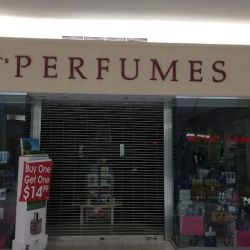 's PERFUMES
Buy One
Get One
$14.99